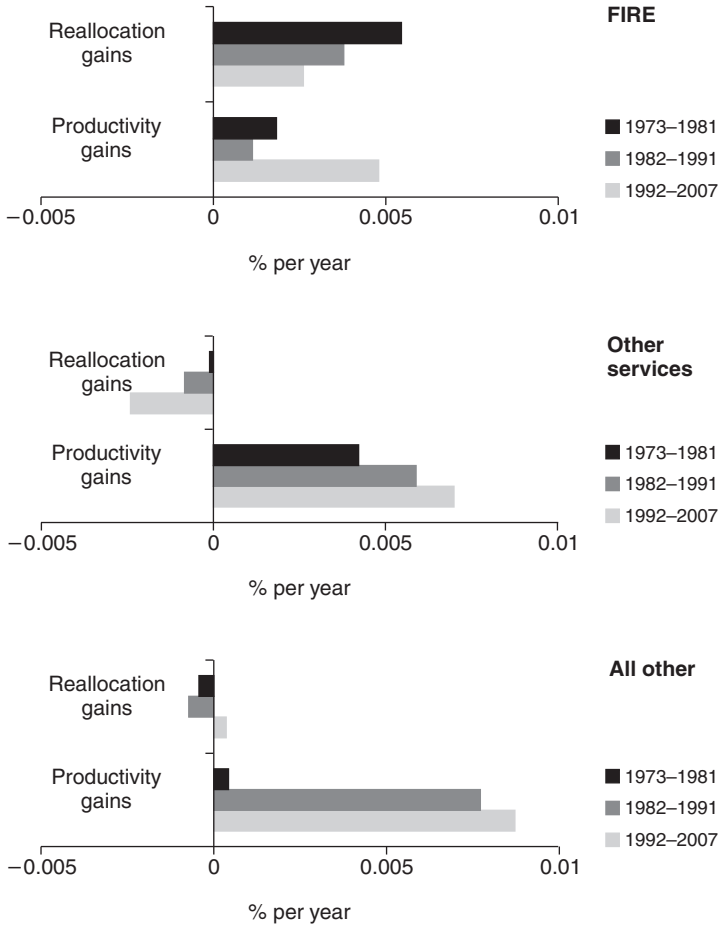 FIRE
Reallocation
gains
Productivity
gains
1973–1981
1982–1991
1992–2007
−0.005
0
0.005
0.01
% per year
Other
services
Reallocation
gains
Productivity
gains
1973–1981
1982–1991
1992–2007
−0.005
0
0.005
0.01
% per year
All other
Reallocation
gains
Productivity
gains
1973–1981
1982–1991
1992–2007
−0.005
0
0.005
0.01
% per year